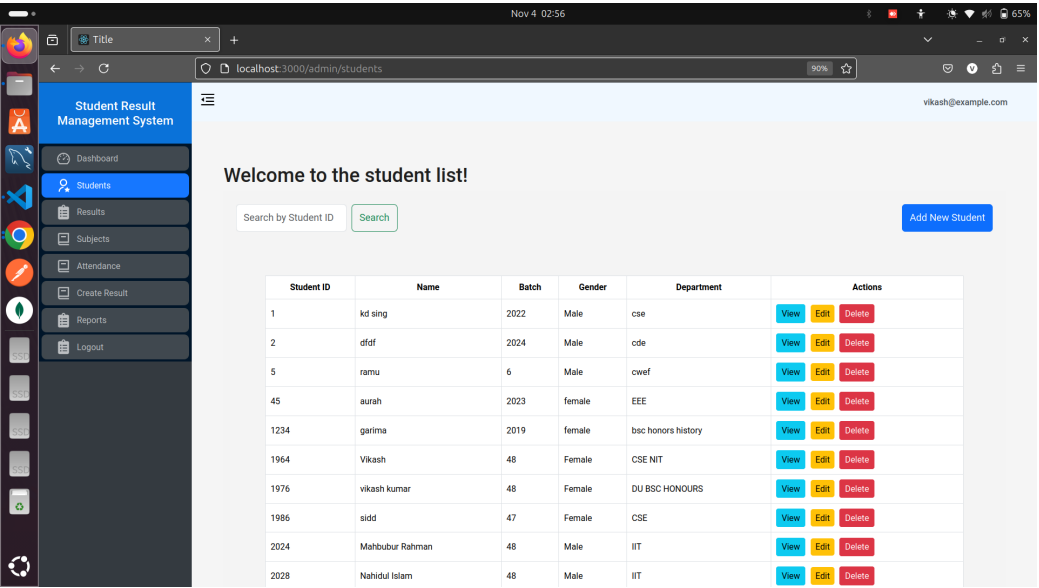 Nov 4 02:56
65%
Title
localhost:3000/admin/students
90%
V
Student Result
Management System
vikash@example.com
Dashboard
Students
Results
Subjects
Attendance
Create Result
Reports
Logout
Welcome to the student list!
Search by Student ID Search Add New Student
Student ID Name Batch Gender Department Actions
1 kd sing 2022 Male cse View Edit Delete
2 dfdf 2024 Male cde View Edit Delete
5 ramu 6 Male cwef View Edit Delete
45 aurah 2023 female EEE View Edit Delete
1234 garima 2019 female bsc honors history View Edit Delete
1964 Vikash 48 Female CSE NIT View Edit Delete
1976 vikash kumar 48 Female DU BSC HONOURS View Edit Delete
1986 sidd 47 Female CSE View Edit Delete
2024 Mahbubur Rahman 48 Male IIT View Edit Delete
2028 Nahidul Islam 48 Male IIT View Edit Delete
SSD
SSD
SSD
SSD